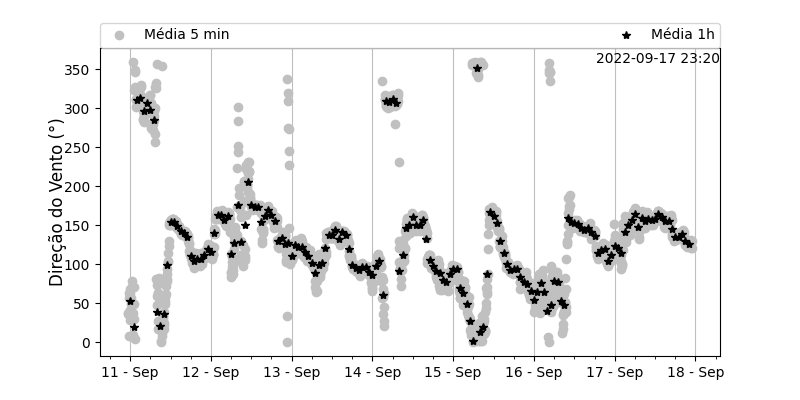 Média 5 min
Média 1h
2022-09-17 23:20
Direção do Vento (°)
350
300
250
200
150
100
50
0
11 - Sep
12 - Sep
13 - Sep
14 - Sep
15 - Sep
16 - Sep
17 - Sep
18 - Sep